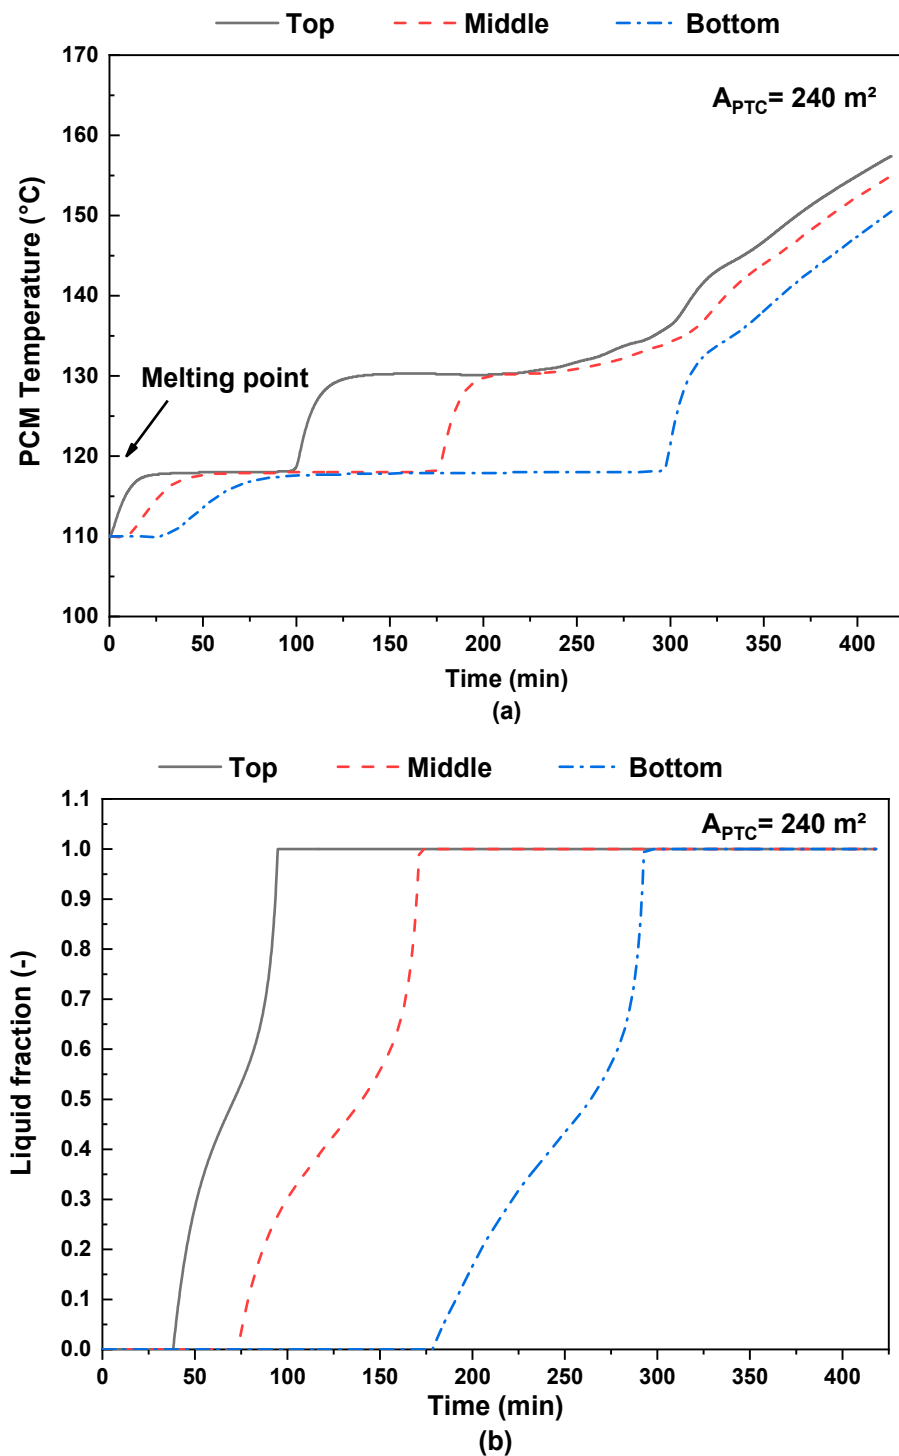 Top Middle Bottom
170
160
150
140
130
120
110
100
PCM Temperature (°C)
A_PTC= 240 m²
Melting point
0 50 100 150 200 250 300 350 400
Time (min)
(a)
Top Middle Bottom
1.1
1.0
0.9
0.8
0.7
0.6
0.5
0.4
0.3
0.2
0.1
0.0
Liquid fraction (-)
A_PTC= 240 m²
0 50 100 150 200 250 300 350 400
Time (min)
(b)